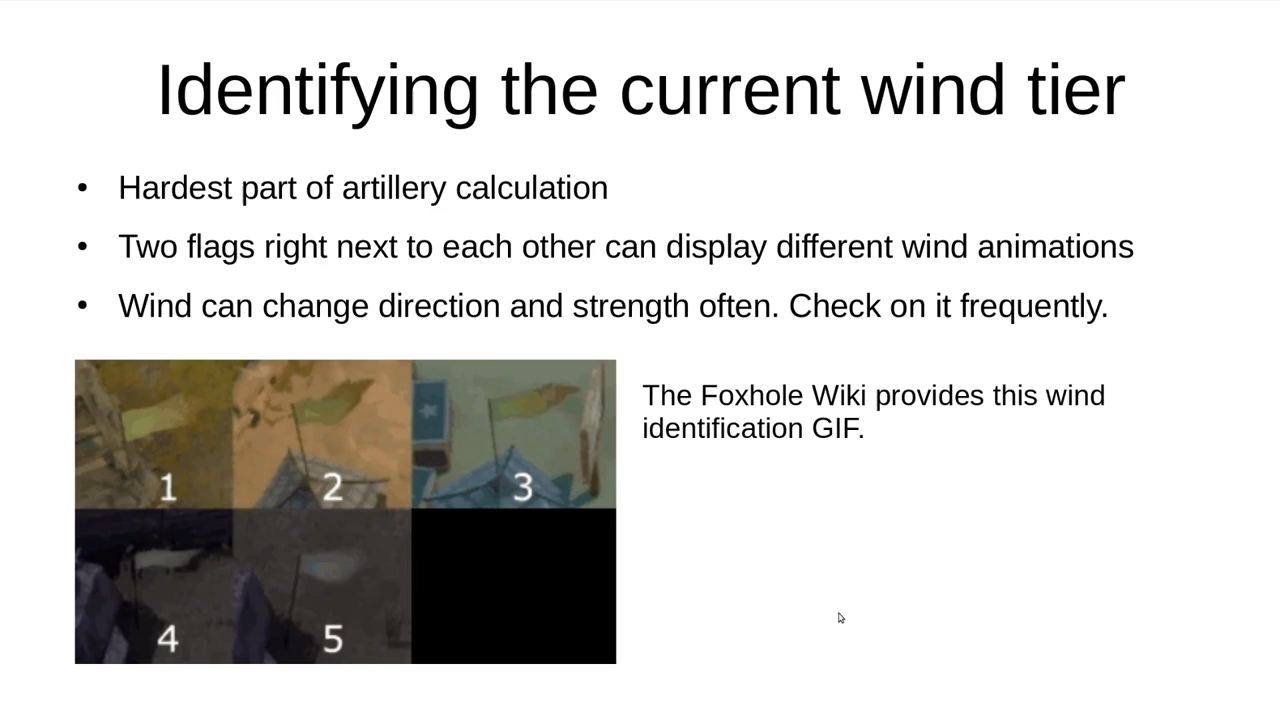 Identifying the current wind tier
• Hardest part of artillery calculation
• Two flags right next to each other can display different wind animations
• Wind can change direction and strength often. Check on it frequently.
The Foxhole Wiki provides this wind
identification GIF.
1 2 3
4 5